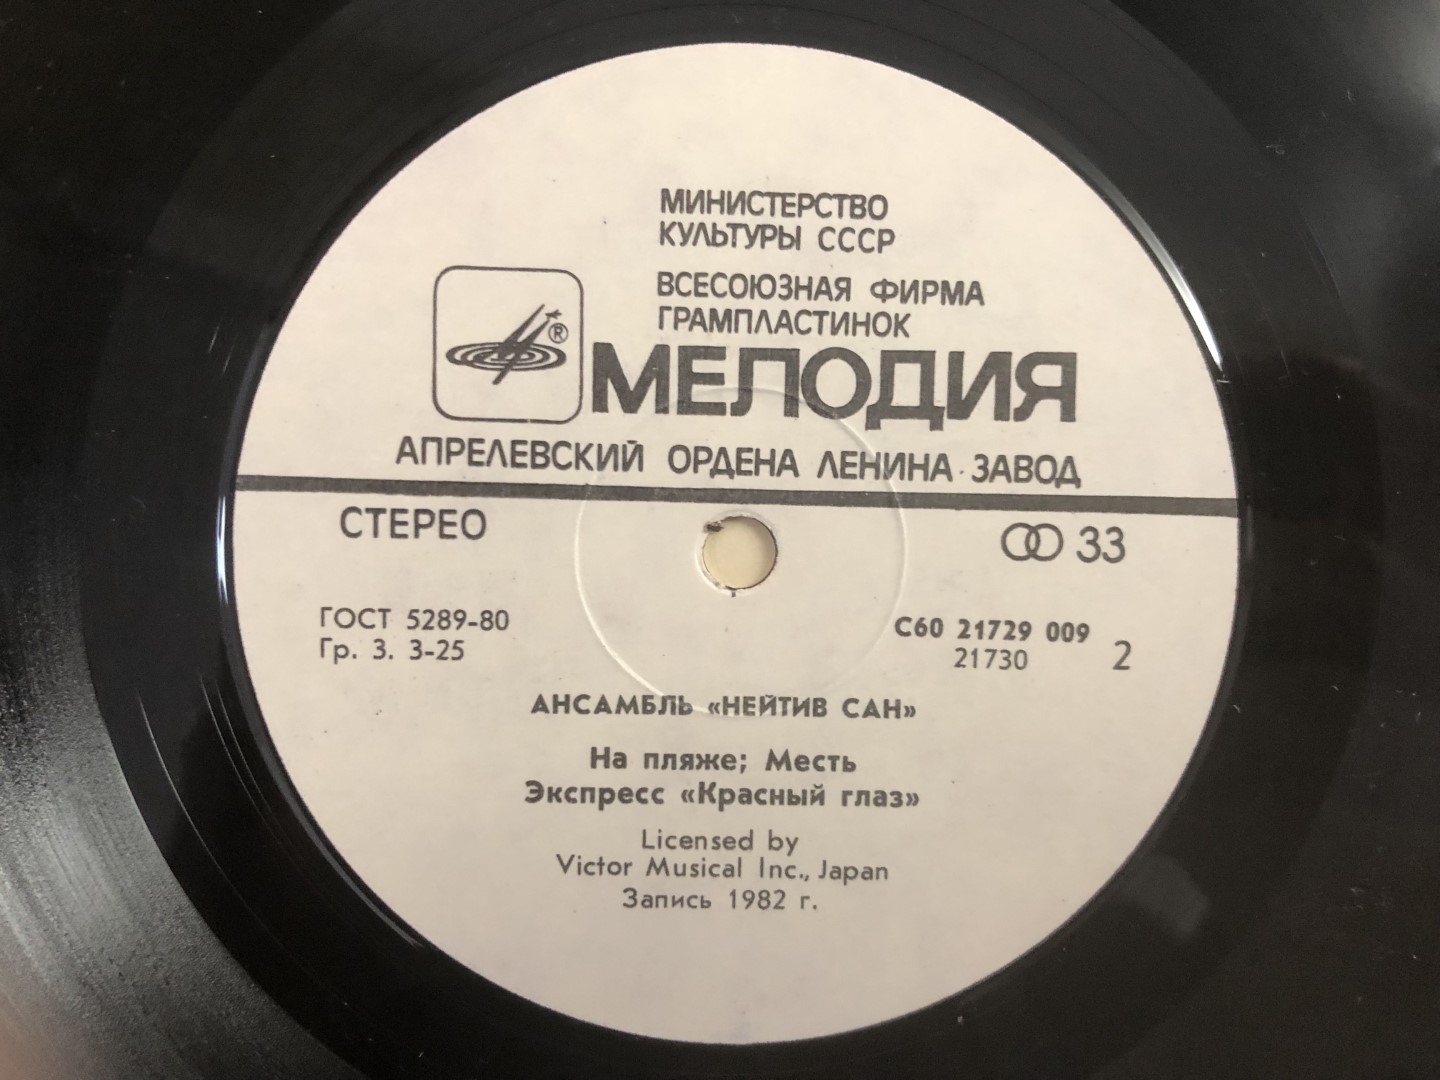 МИНИСТЕРСТВО
КУЛЬТУРЫ СССР
ВСЕСОЮЗНАЯ ФИРМА
ГРАМПЛАСТИНОК
®
МЕЛОДИЯ
АПРЕЛЕВСКИЙ ОРДЕНА ЛЕНИНА ЗАВОД
СТЕРЕО
33
ГОСТ 5289-80
Гр. 3. 3-25
С60 21729 009
21730
2
АНСАМБЛЬ «НЕЙТИВ САН»
На пляже; Месть
Экспресс «Красный глаз»
Licensed by
Victor Musical Inc., Japan
Запись 1982 г.